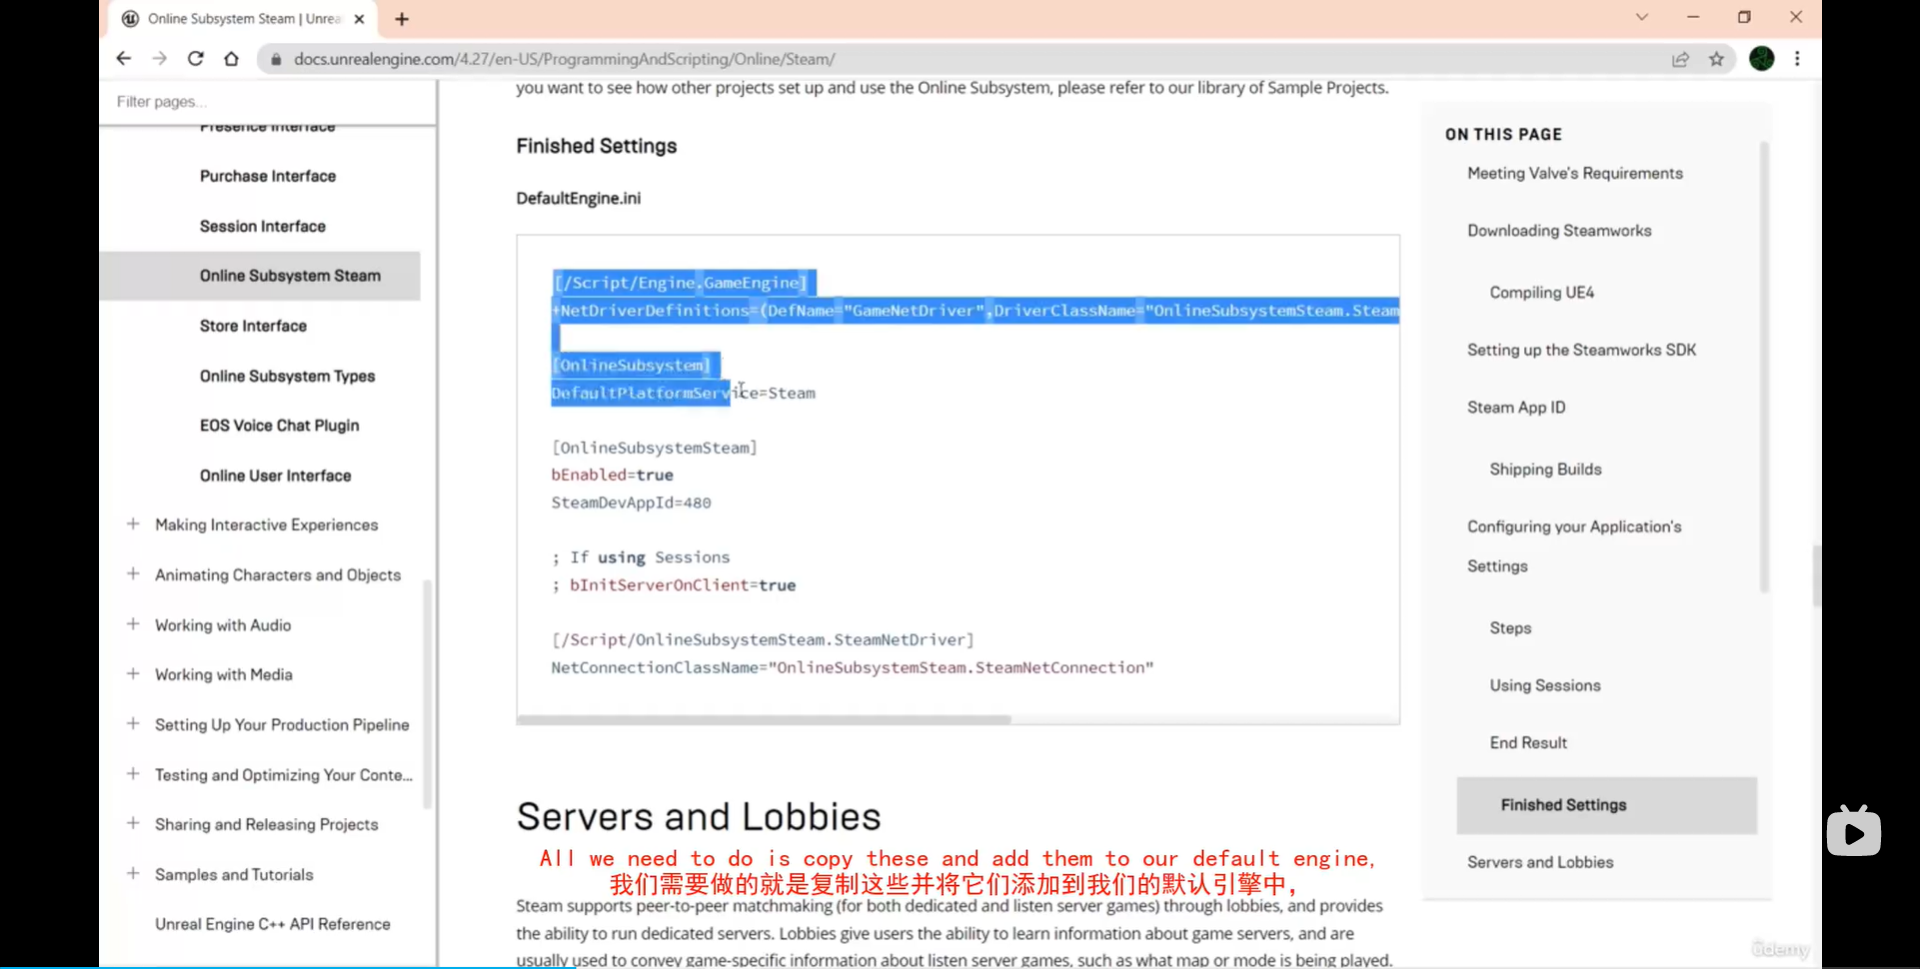 Online Subsystem Steam | Unrea
docs.unrealengine.com/4.27/en-US/ProgrammingAndScripting/Online/Steam/
Filter pages...
Presence Interface
Purchase Interface
Session Interface
Online Subsystem Steam
Store Interface
Online Subsystem Types
EOS Voice Chat Plugin
Online User Interface
Making Interactive Experiences
Animating Characters and Objects
Working with Audio
Working with Media
Setting Up Your Production Pipeline
Testing and Optimizing Your Conte...
Sharing and Releasing Projects
Samples and Tutorials
Unreal Engine C++ API Reference
you want to see how other projects set up and use the Online Subsystem, please refer to our library of Sample Projects.
Finished Settings
DefaultEngine.ini
[/Script/Engine.GameEngine]
+NetDriverDefinitions=(DefName="GameNetDriver",DriverClassName="OnlineSubsystemSteam.Steam
[OnlineSubsystem]
DefaultPlatformService=Steam
[OnlineSubsystemSteam]
bEnabled=true
SteamDevAppId=480
; If using Sessions
; bInitServerOnClient=true
[/Script/OnlineSubsystemSteam.SteamNetDriver]
NetConnectionClassName="OnlineSubsystemSteam.SteamNetConnection"
Servers and Lobbies
All we need to do is copy these and add them to our default engine,
我们需要做的就是复制这些并将它们添加到我们的默认引擎中，
Steam supports peer-to-peer matchmaking (for both dedicated and listen server games) through lobbies, and provides
the ability to run dedicated servers. Lobbies give users the ability to learn information about game servers, and are
usually used to convey game-specific information about listen server games, such as what map or mode is being played.
ON THIS PAGE
Meeting Valve's Requirements
Downloading Steamworks
Compiling UE4
Setting up the Steamworks SDK
Steam App ID
Shipping Builds
Configuring your Application's
Settings
Steps
Using Sessions
End Result
Finished Settings
Servers and Lobbies
ûdemy